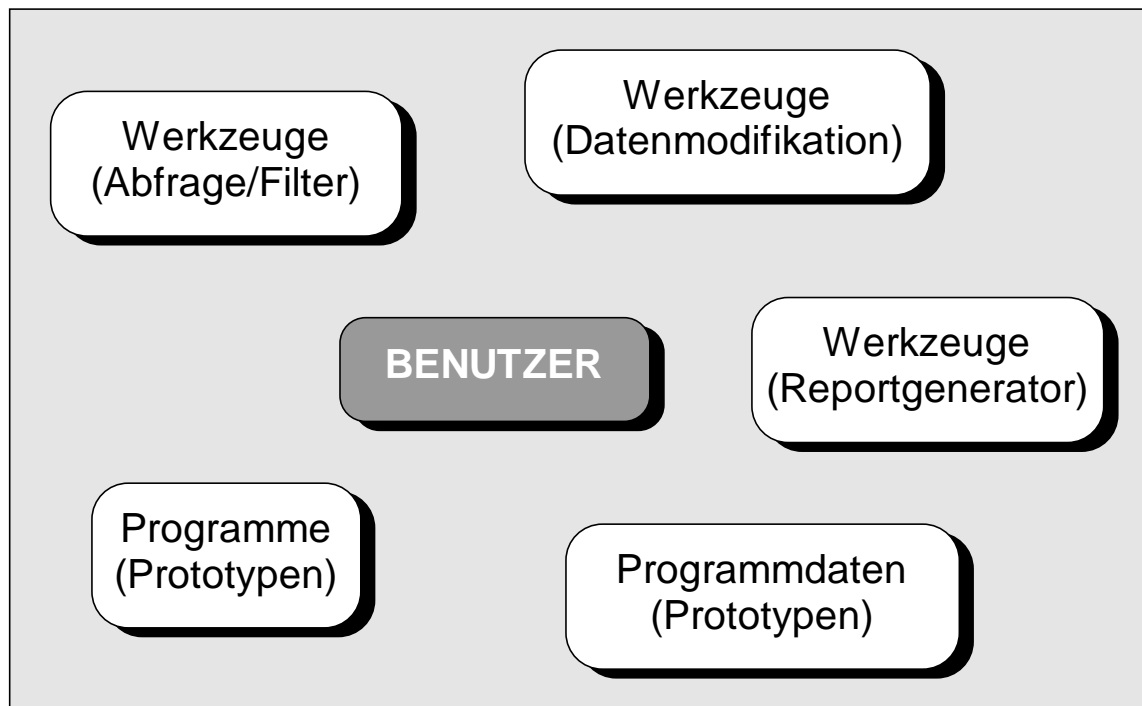 Werkzeuge
(Abfrage/Filter)
Werkzeuge
(Datenmodifikation)
BENUTZER
Werkzeuge
(Reportgenerator)
Programme
(Prototypen)
Programmdaten
(Prototypen)